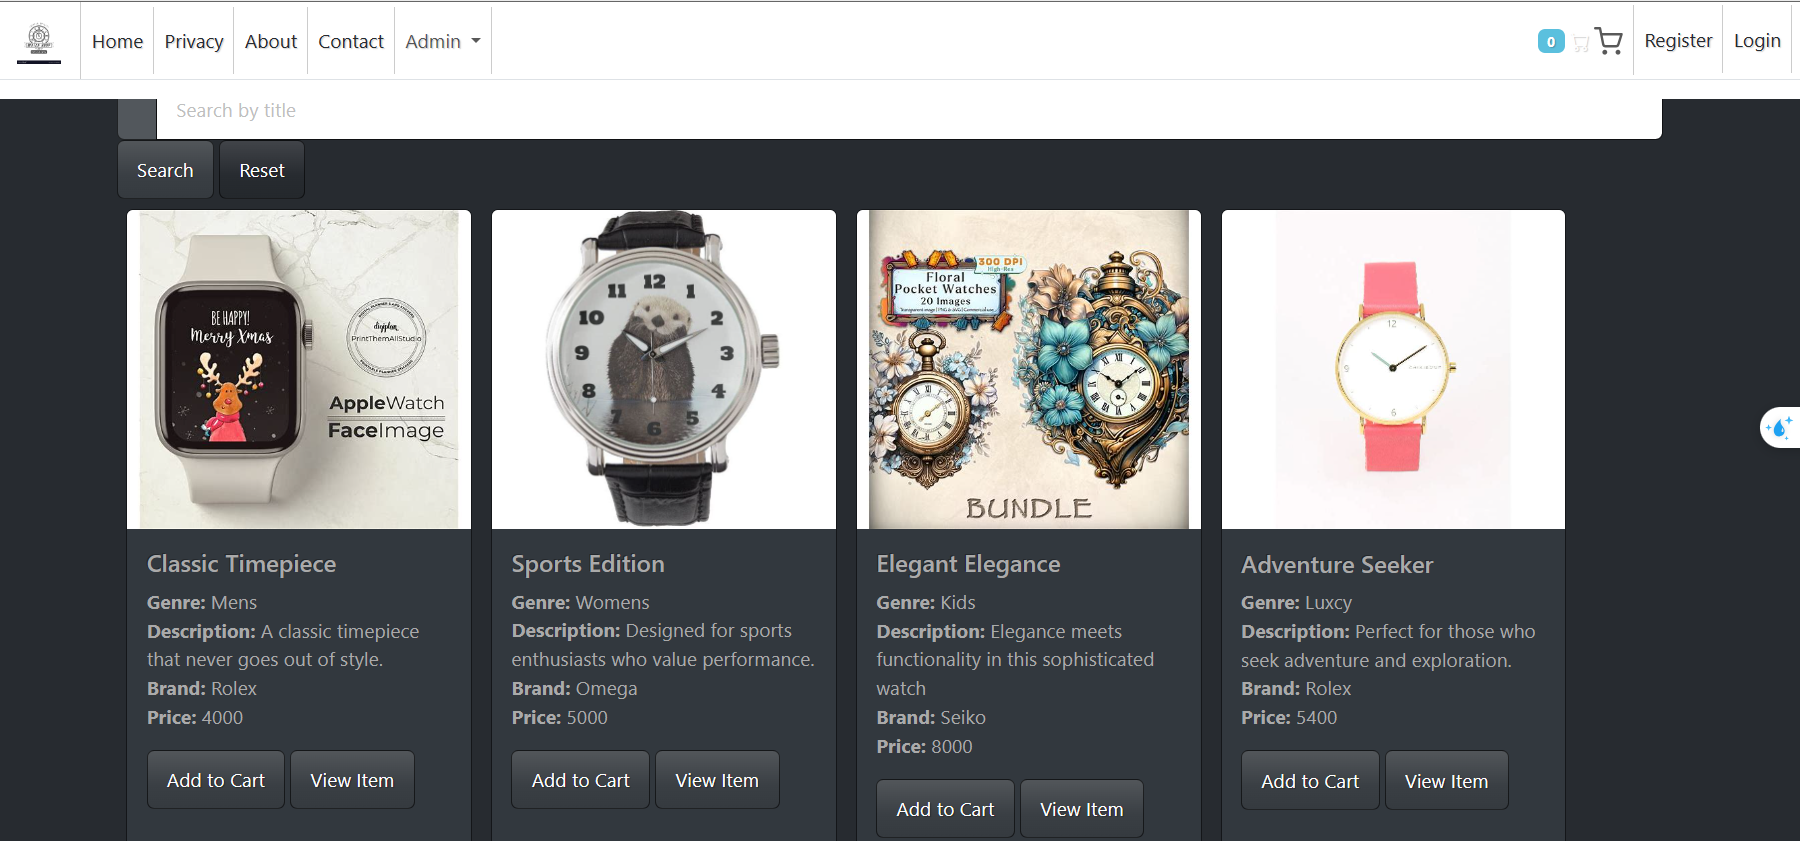 Home Privacy About Contact Admin 0 Register Login
Search by title
Search Reset
BE HAPPY!
Merry Xmas
digiplan
PrintThemAllStudio
AppleWatch
FaceImage
12
11 1
10 2
9 3
8 4
7 5
6
300 DPI
High-Res
Floral
Pocket Watches
20 Images
BUNDLE
12
9
6
Classic Timepiece
Genre: Mens
Description: A classic timepiece
that never goes out of style.
Brand: Rolex
Price: 4000
Add to Cart View Item
Sports Edition
Genre: Womens
Description: Designed for sports
enthusiasts who value performance.
Brand: Omega
Price: 5000
Add to Cart View Item
Elegant Elegance
Genre: Kids
Description: Elegance meets
functionality in this sophisticated
watch
Brand: Seiko
Price: 8000
Add to Cart View Item
Adventure Seeker
Genre: Luxcy
Description: Perfect for those who
seek adventure and exploration.
Brand: Rolex
Price: 5400
Add to Cart View Item